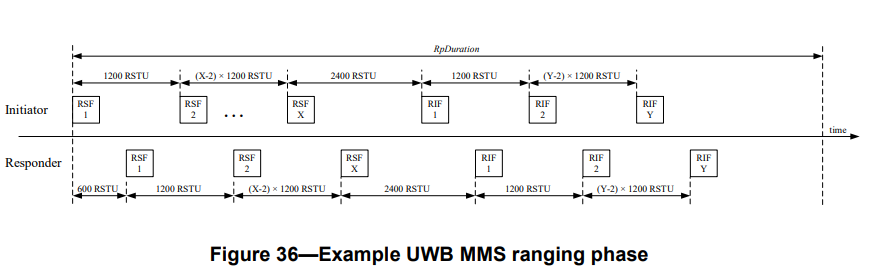 RpDuration
1200 RSTU
(X-2) × 1200 RSTU
2400 RSTU
1200 RSTU
(Y-2) × 1200 RSTU
Initiator
RSF
1
RSF
2
...
RSF
X
RIF
1
RIF
2
RIF
Y
time
Responder
RSF
1
RSF
2
RSF
X
RIF
1
RIF
2
RIF
Y
600 RSTU
1200 RSTU
(X-2) × 1200 RSTU
2400 RSTU
1200 RSTU
(Y-2) × 1200 RSTU
Figure 36—Example UWB MMS ranging phase